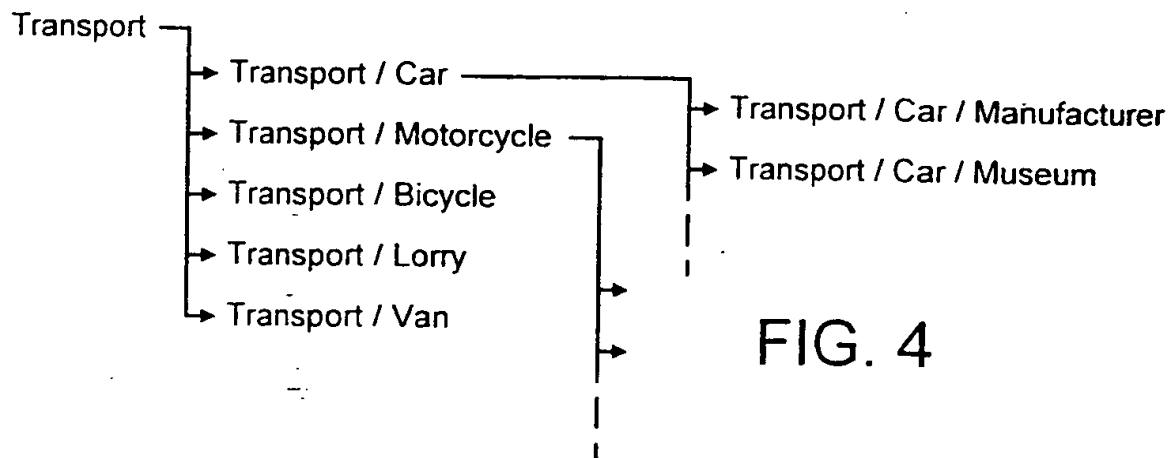 Transport
Transport / Car
Transport / Motorcycle
Transport / Bicycle
Transport / Lorry
Transport / Van
Transport / Car / Manufacturer
Transport / Car / Museum
FIG. 4